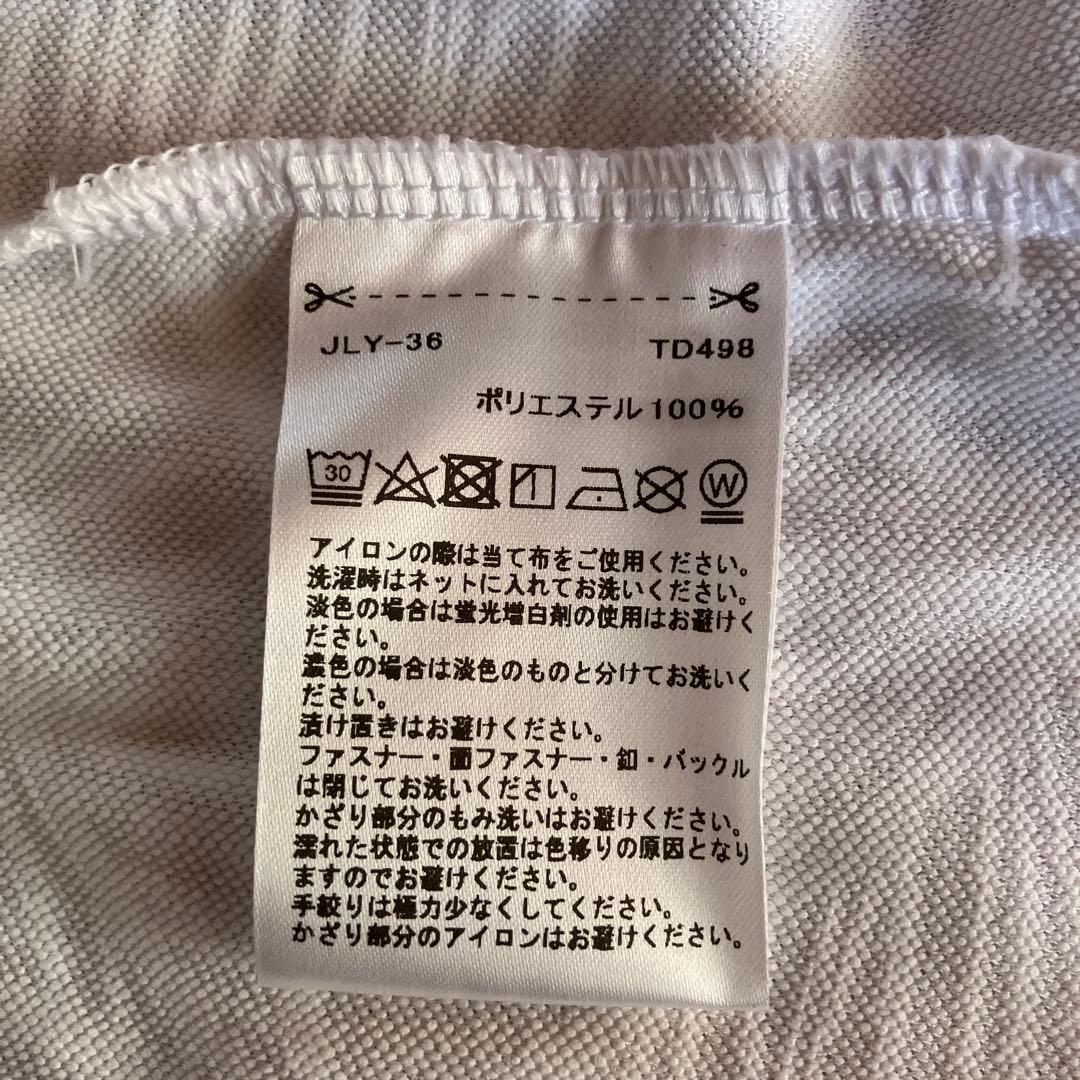 JLY-36 TD498
ポリエステル100%
30 W
アイロンの際は当て布をご使用ください。
洗濯時はネットに入れてお洗いください。
淡色の場合は蛍光増白剤の使用はお避けく
ださい。
濃色の場合は淡色のものと分けてお洗いく
ださい。
漬け置きはお避けください。
ファスナー・面ファスナー・釦・バックル
は閉じてお洗いください。
かざり部分のもみ洗いはお避けください。
濡れた状態での放置は色移りの原因となり
ますのでお避けください。
手絞りは極力少なくしてください。
かざり部分のアイロンはお避けください。